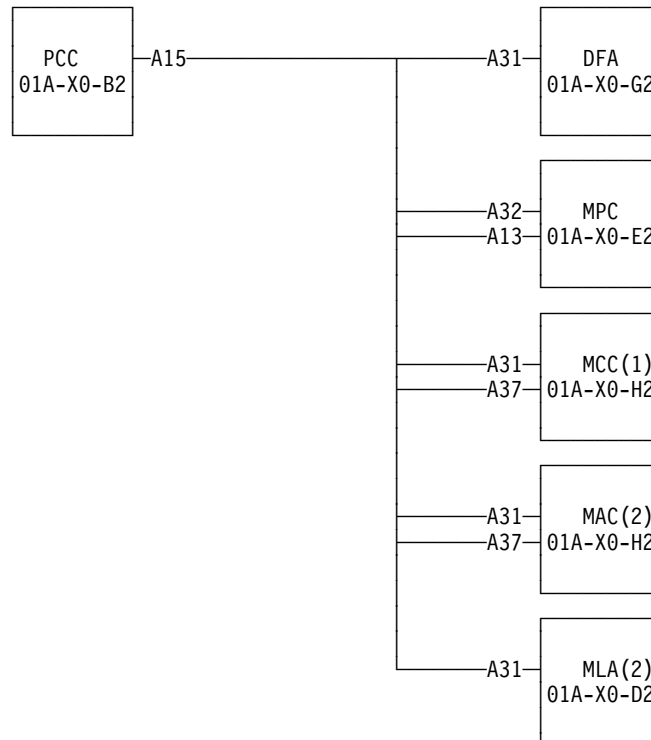 PCC
01A-X0-B2
A15
A31
DFA
01A-X0-G2
A32
A13
MPC
01A-X0-E2
A31
A37
MCC(1)
01A-X0-H2
A31
A37
MAC(2)
01A-X0-H2
A31
MLA(2)
01A-X0-D2